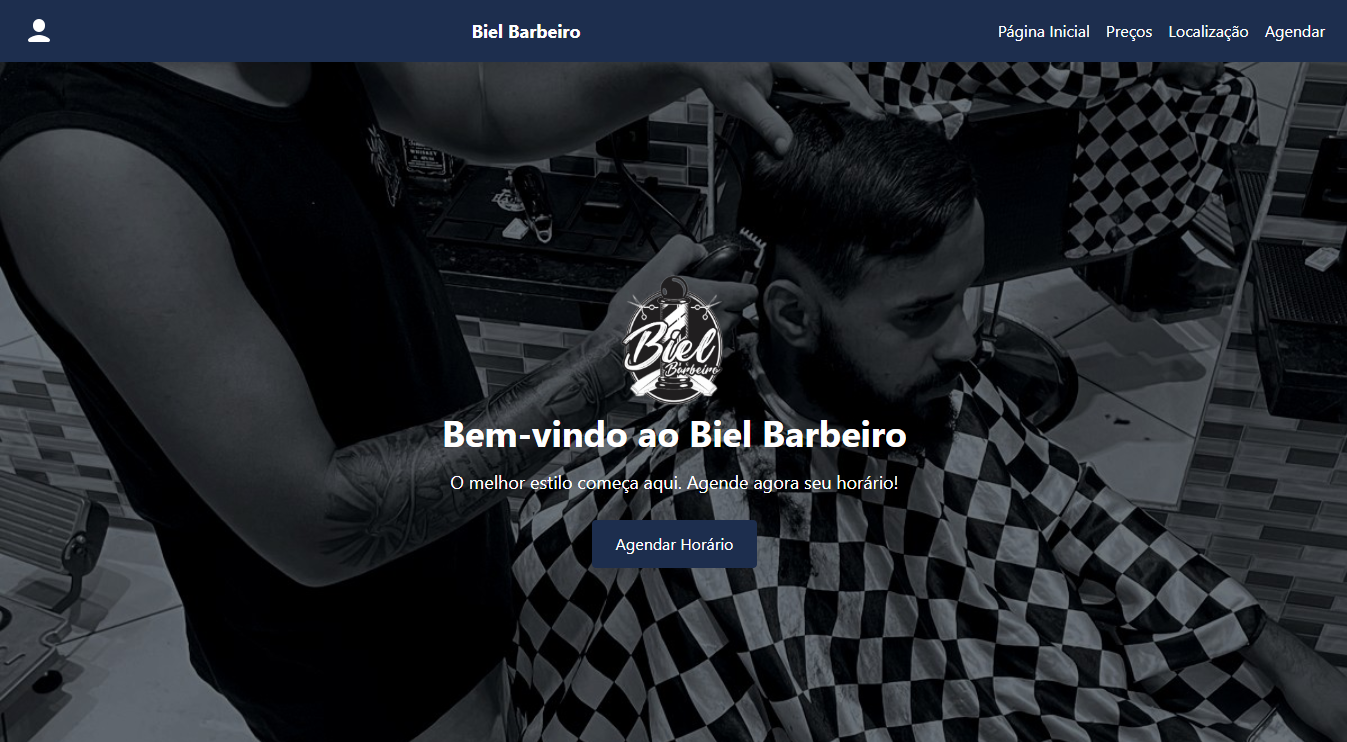 Biel Barbeiro
Página Inicial Preços Localização Agendar
WHISKEY
Biel
Barbeiro
Bem-vindo ao Biel Barbeiro
O melhor estilo começa aqui. Agende agora seu horário!
Agendar Horário